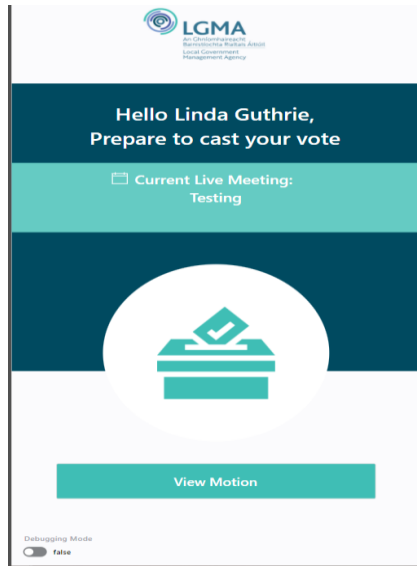 LGMA
An Ghníomhaireacht
Bainistíochta Rialtais Áitiúil
Local Government
Management Agency
Hello Linda Guthrie,
Prepare to cast your vote
Current Live Meeting:
Testing
View Motion
Debugging Mode
false